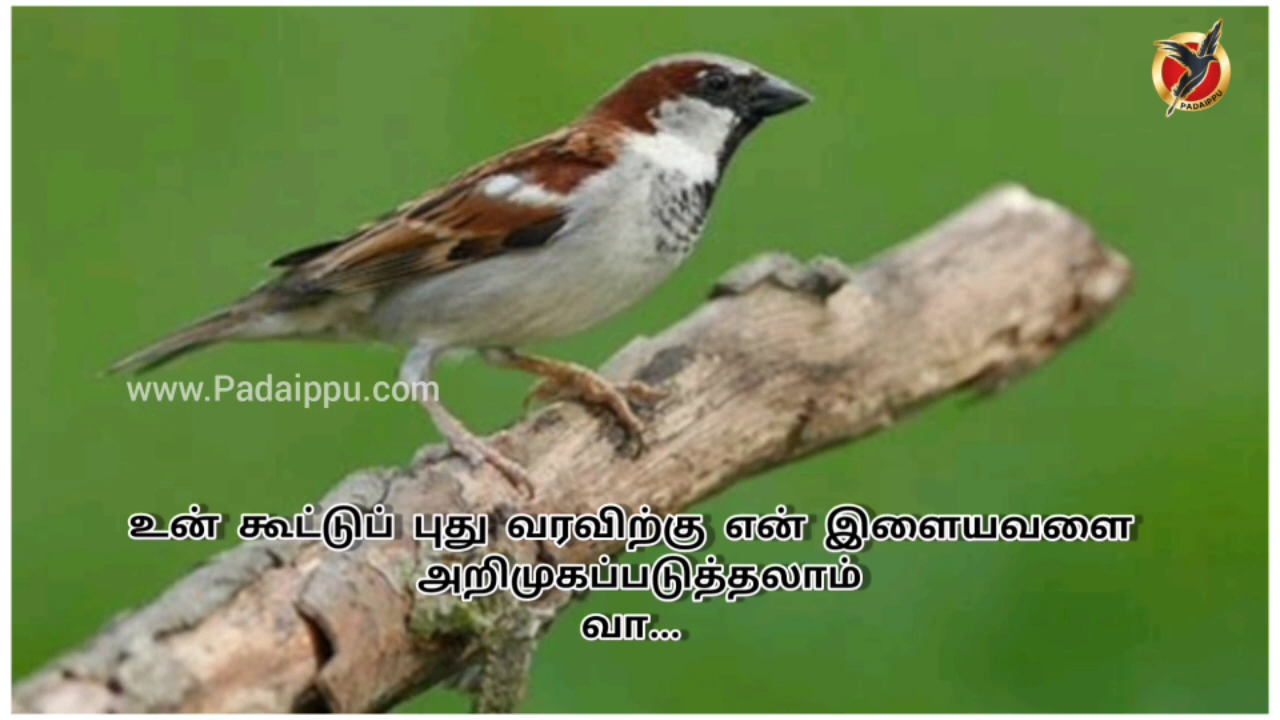 PADAIPPU
www.Padaippu.com
உன் கூட்டுப் புது வரவிற்கு என் இளையவளை
அறிமுகப்படுத்தலாம்
வா...